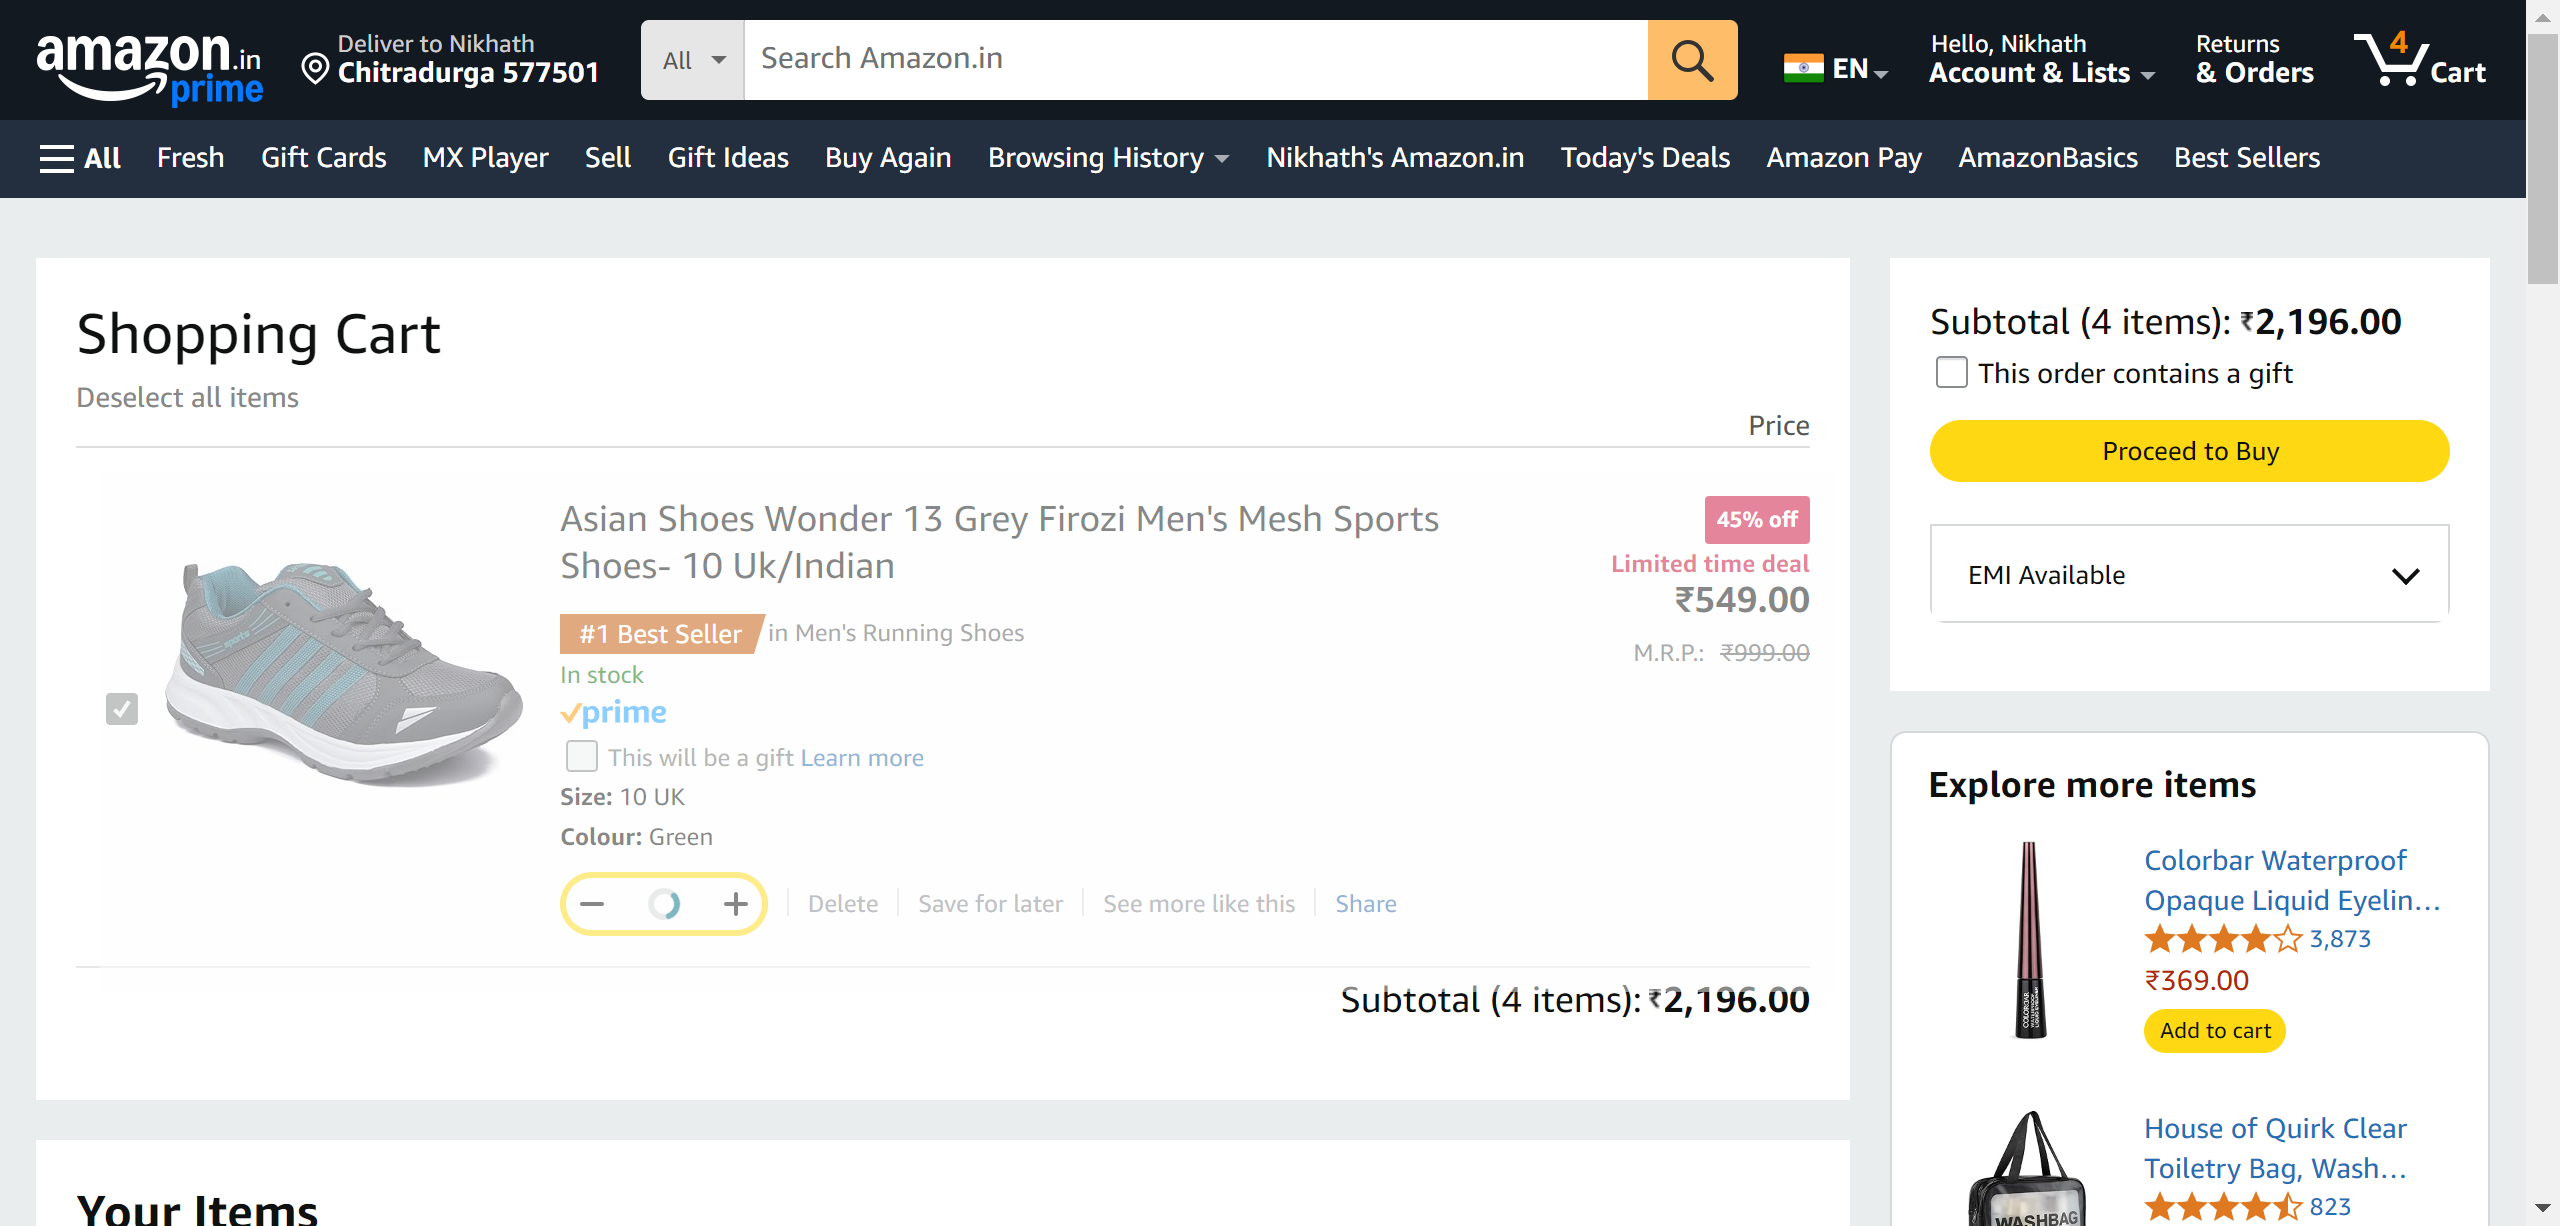 amazon.in
prime
Deliver to Nikhath
Chitradurga 577501
All
Search Amazon.in
EN
Hello, Nikhath
Account & Lists
Returns
& Orders
4
Cart
All
Fresh
Gift Cards
MX Player
Sell
Gift Ideas
Buy Again
Browsing History
Nikhath's Amazon.in
Today's Deals
Amazon Pay
AmazonBasics
Best Sellers
Shopping Cart
Deselect all items
Price
Asian Shoes Wonder 13 Grey Firozi Men's Mesh Sports
Shoes- 10 Uk/Indian
#1 Best Seller in Men's Running Shoes
In stock
prime
This will be a gift Learn more
Size: 10 UK
Colour: Green
Delete
Save for later
See more like this
Share
45% off
Limited time deal
₹549.00
M.R.P.: ₹999.00
Subtotal (4 items): ₹2,196.00
Your Items
Subtotal (4 items): ₹2,196.00
This order contains a gift
Proceed to Buy
EMI Available
Explore more items
Colorbar Waterproof
Opaque Liquid Eyelin…
3,873
₹369.00
Add to cart
House of Quirk Clear
Toiletry Bag, Wash…
823
WASHBAG